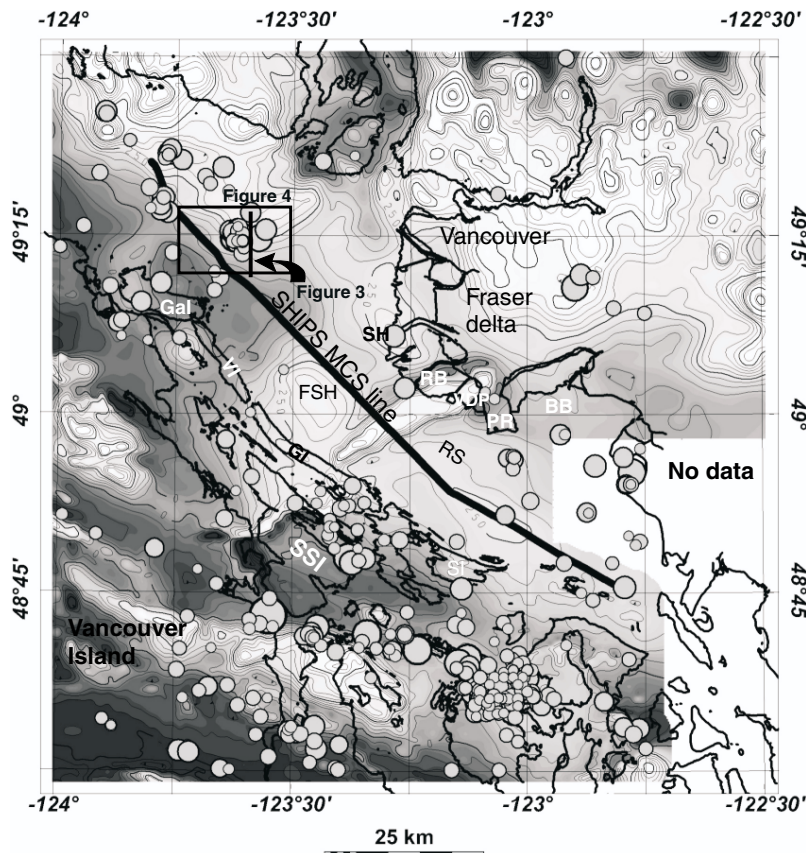 -124° -123°30' -123° -122°30'
Figure 4
49°15' 49°15'
Vancouver
Figure 3
Fraser
delta
Gal
SHIPS MCS line
SH
VI
RB
FSH
DP
BB
PR
49° 49°
RS
GI
No data
SSI
ST
48°45' 48°45'
Vancouver
Island
-124° -123°30' -123° -122°30'
25 km